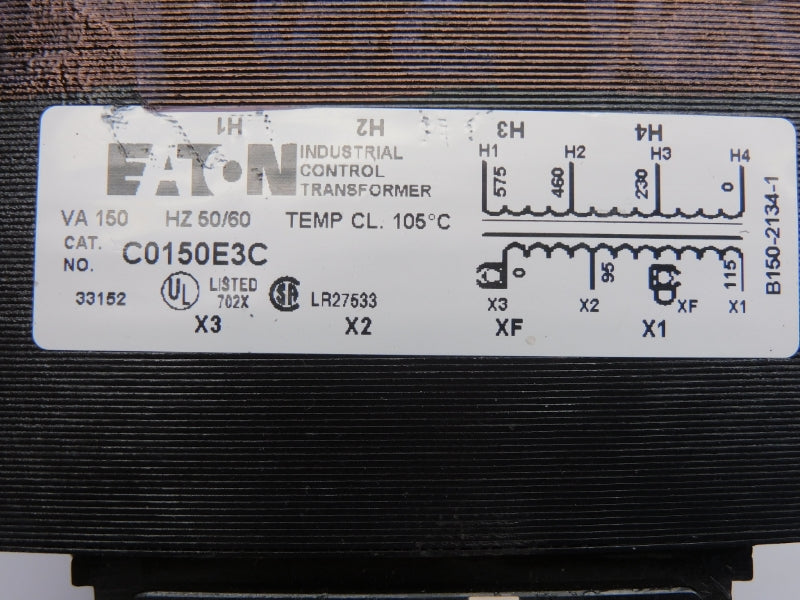 H1 H2 H3 H4
EATON INDUSTRIAL CONTROL TRANSFORMER
VA 150 HZ 50/60 TEMP CL. 105°C
CAT. NO. C0150E3C
33152 UL LISTED 702X SA LR27533
X3 X2 XF X1
H1 H2 H3 H4
575 460 230 0
0 95 115
X3 X2 XF X1
B150-2134-1